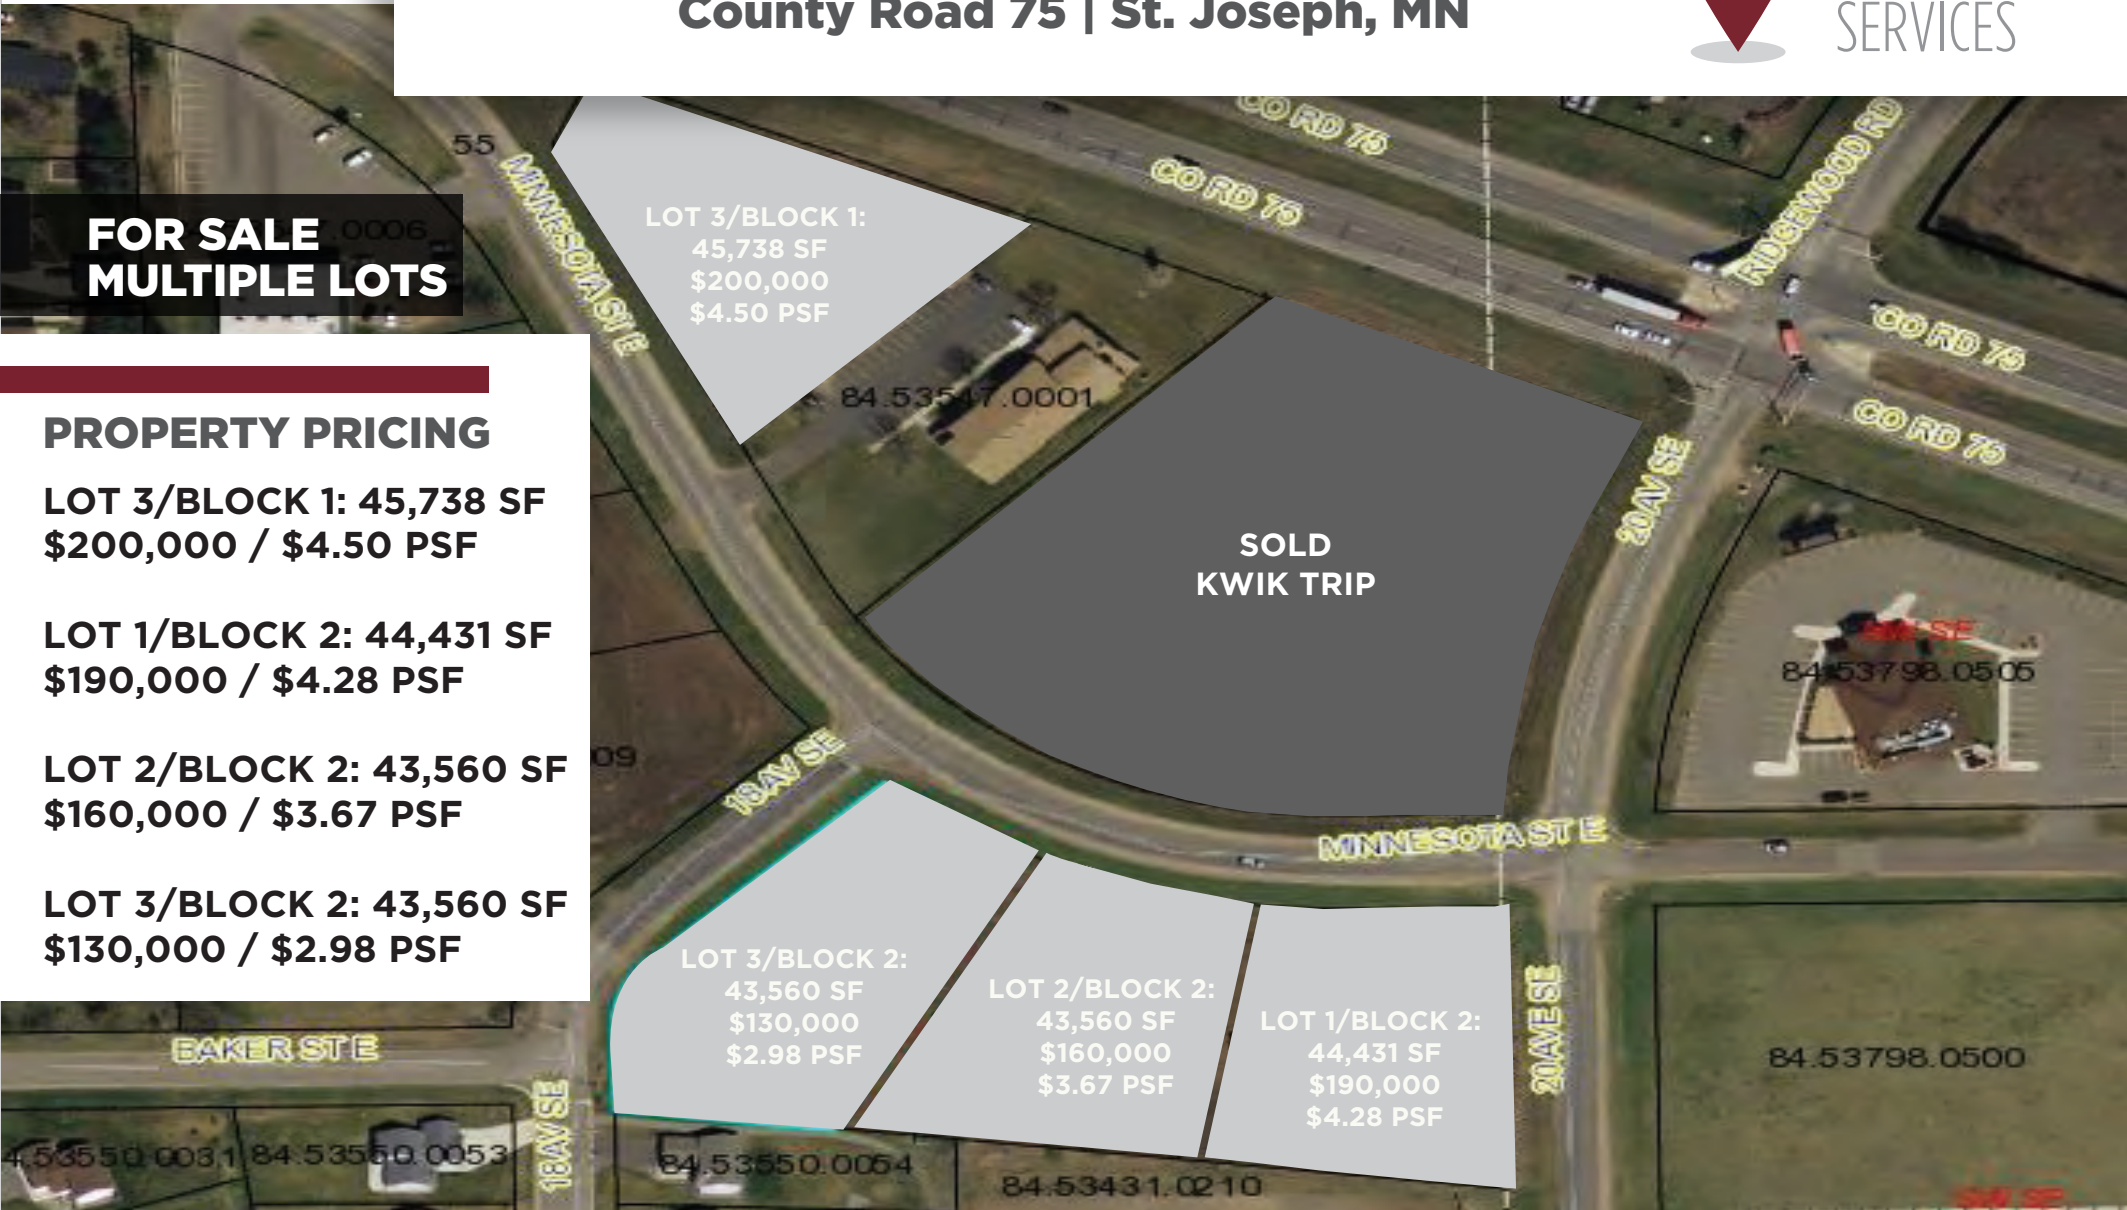 County Road 75 | St. Joseph, MN
SERVICES
FOR SALE
MULTIPLE LOTS
PROPERTY PRICING
LOT 3/BLOCK 1: 45,738 SF
$200,000 / $4.50 PSF
LOT 1/BLOCK 2: 44,431 SF
$190,000 / $4.28 PSF
LOT 2/BLOCK 2: 43,560 SF
$160,000 / $3.67 PSF
LOT 3/BLOCK 2: 43,560 SF
$130,000 / $2.98 PSF
55
MINNESOTA ST E
LOT 3/BLOCK 1:
45,738 SF
$200,000
$4.50 PSF
CO RD 75
CO RD 75
RIDGEWOOD RD
CO RD 75
CO RD 75
.0006
84.53547.0001
20 AV SE
SOLD
KWIK TRIP
84.53798.0505
09
18 AV SE
MINNESOTA ST E
LOT 3/BLOCK 2:
43,560 SF
$130,000
$2.98 PSF
LOT 2/BLOCK 2:
43,560 SF
$160,000
$3.67 PSF
LOT 1/BLOCK 2:
44,431 SF
$190,000
$4.28 PSF
20 AVE SE
84.53798.0500
BAKER ST E
18 AV SE
4.53550.0031
84.53550.0053
84.53550.0054
84.53431.0210